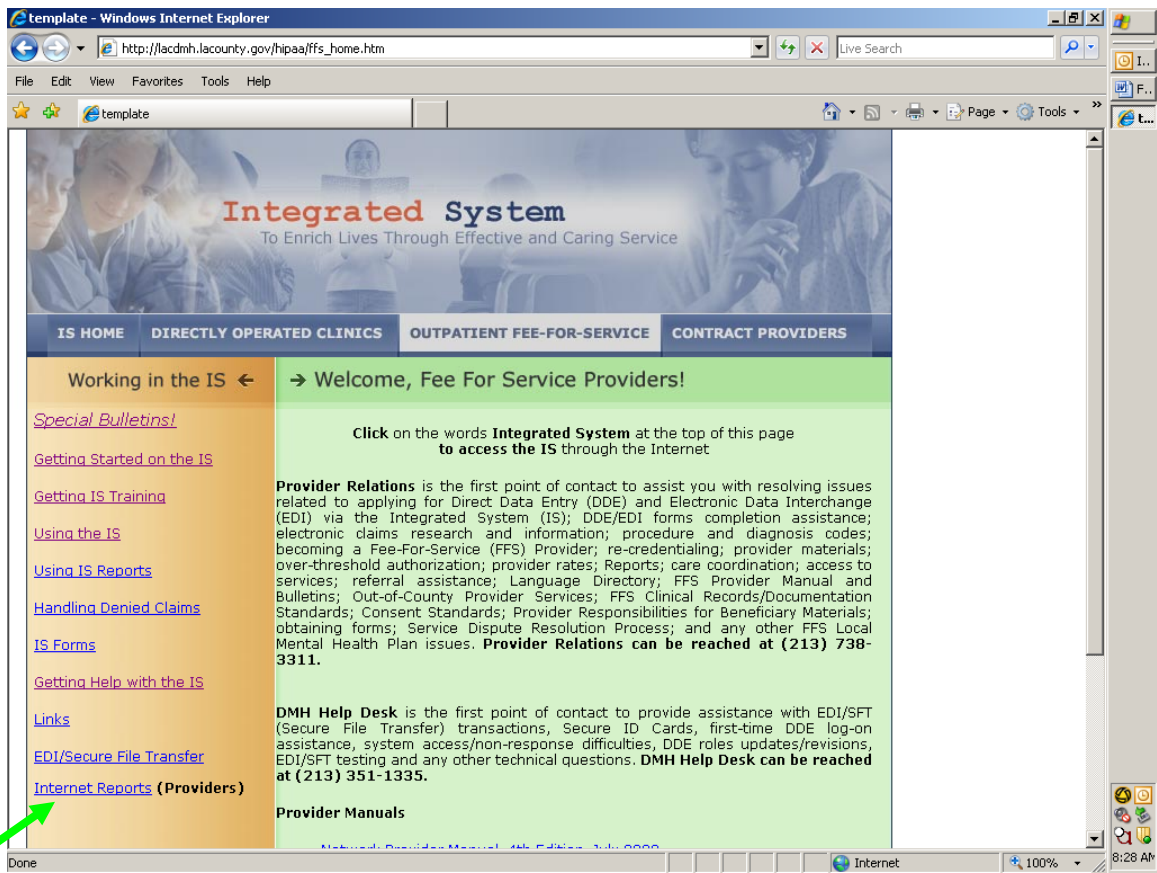 template - Windows Internet Explorer
http://lacdmh.lacounty.gov/hipaa/ffs_home.htm
Live Search
File Edit View Favorites Tools Help
template
Page Tools
Integrated System
To Enrich Lives Through Effective and Caring Service
IS HOME DIRECTLY OPERATED CLINICS OUTPATIENT FEE-FOR-SERVICE CONTRACT PROVIDERS
Working in the IS
Special Bulletins!
Getting Started on the IS
Getting IS Training
Using the IS
Using IS Reports
Handling Denied Claims
IS Forms
Getting Help with the IS
Links
EDI/Secure File Transfer
Internet Reports (Providers)
Welcome, Fee For Service Providers!
Click on the words Integrated System at the top of this page
to access the IS through the Internet
Provider Relations is the first point of contact to assist you with resolving issues
related to applying for Direct Data Entry (DDE) and Electronic Data Interchange
(EDI) via the Integrated System (IS); DDE/EDI forms completion assistance;
electronic claims research and information; procedure and diagnosis codes;
becoming a Fee-For-Service (FFS) Provider; re-credentialing; provider materials;
over-threshold authorization; provider rates; Reports; care coordination; access to
services; referral assistance; Language Directory; FFS Provider Manual and
Bulletins; Out-of-County Provider Services; FFS Clinical Records/Documentation
Standards; Consent Standards; Provider Responsibilities for Beneficiary Materials;
obtaining forms; Service Dispute Resolution Process; and any other FFS Local
Mental Health Plan issues. Provider Relations can be reached at (213) 738-
3311.
DMH Help Desk is the first point of contact to provide assistance with EDI/SFT
(Secure File Transfer) transactions, Secure ID Cards, first-time DDE log-on
assistance, system access/non-response difficulties, DDE roles updates/revisions,
EDI/SFT testing and any other technical questions. DMH Help Desk can be reached
at (213) 351-1335.
Provider Manuals
Network Provider Manual, 4th Edition, July
Done
Internet
100%
I..
F..
t...
8:28 AM